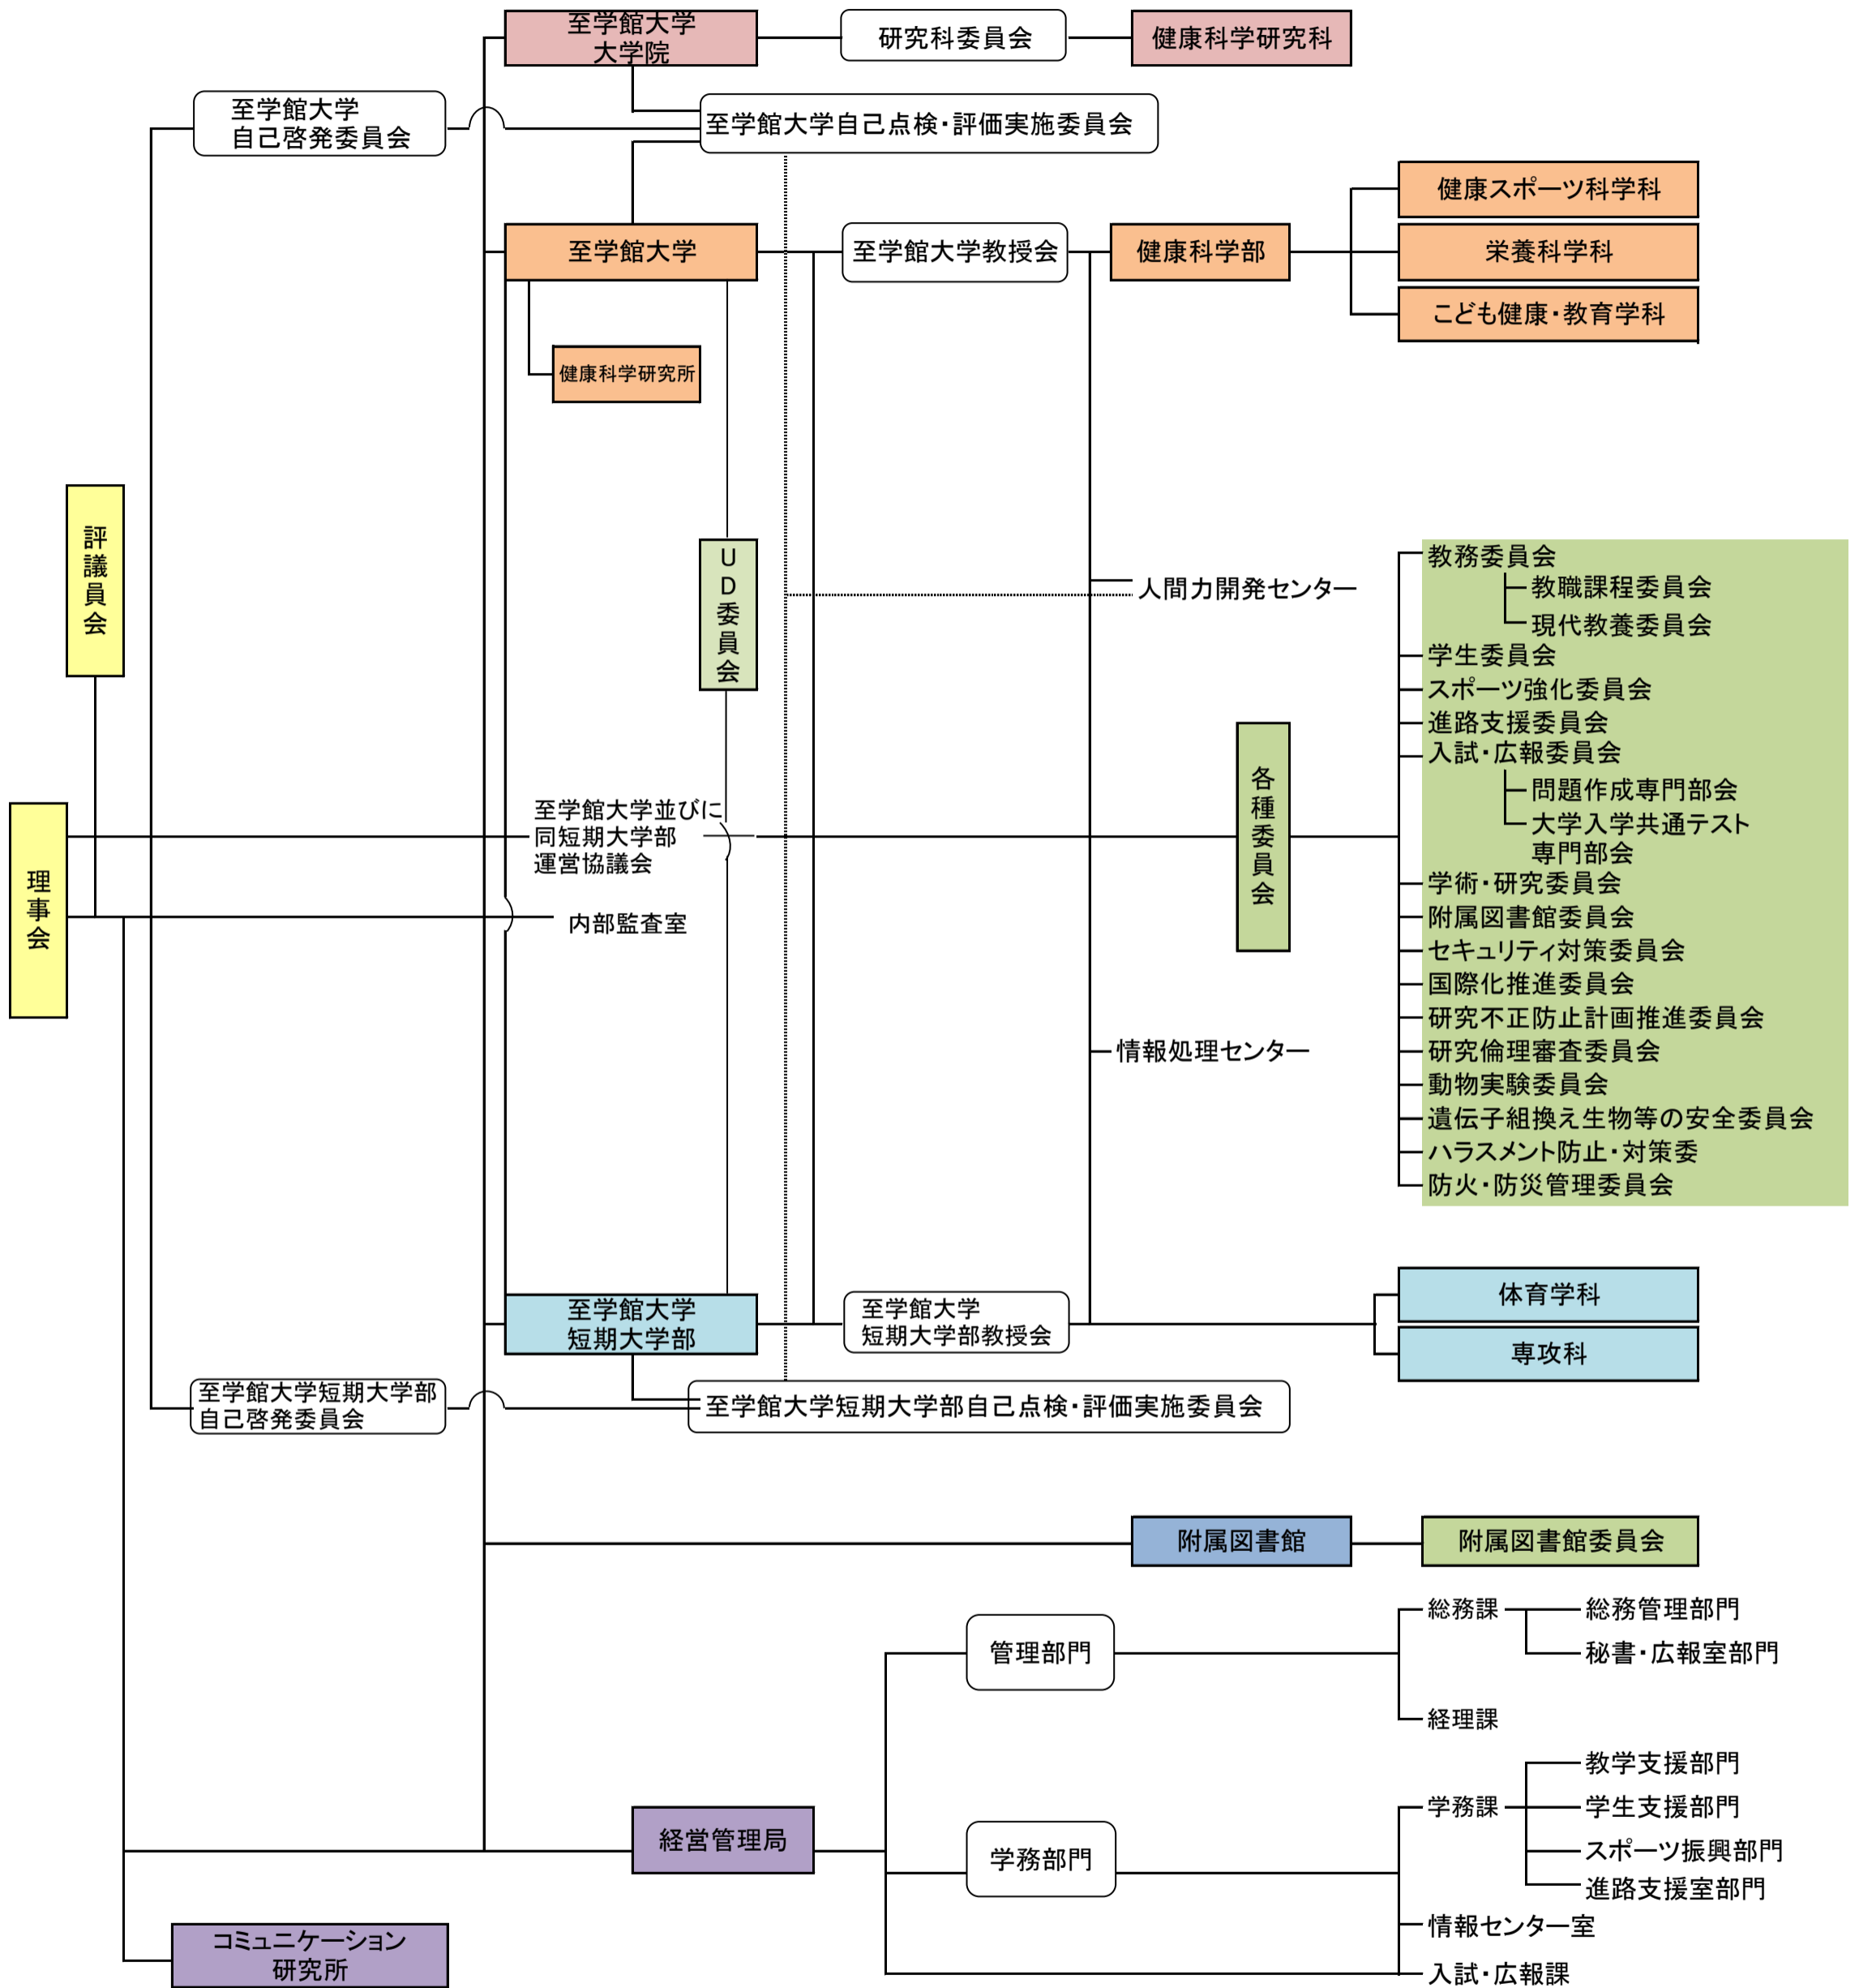 至学館大学
大学院
研究科委員会
健康科学研究科
至学館大学
自己啓発委員会
至学館大学自己点検・評価実施委員会
健康スポーツ科学科
至学館大学
至学館大学教授会
健康科学部
栄養科学科
こども健康・教育学科
健康科学研究所
評議員会
UD委員会
人間力開発センター
教務委員会
教職課程委員会
現代教養委員会
学生委員会
スポーツ強化委員会
進路支援委員会
入試・広報委員会
問題作成専門部会
大学入学共通テスト
専門部会
学術・研究委員会
附属図書館委員会
セキュリティ対策委員会
国際化推進委員会
研究不正防止計画推進委員会
研究倫理審査委員会
動物実験委員会
遺伝子組換え生物等の安全委員会
ハラスメント防止・対策委
防火・防災管理委員会
各種委員会
理事会
至学館大学並びに
同短期大学部
運営協議会
内部監査室
情報処理センター
至学館大学
短期大学部
至学館大学
短期大学部教授会
体育学科
専攻科
至学館大学短期大学部
自己啓発委員会
至学館大学短期大学部自己点検・評価実施委員会
附属図書館
附属図書館委員会
管理部門
総務課
総務管理部門
秘書・広報室部門
経理課
経営管理局
学務部門
学務課
教学支援部門
学生支援部門
スポーツ振興部門
進路支援室部門
情報センター室
入試・広報課
コミュニケーション
研究所